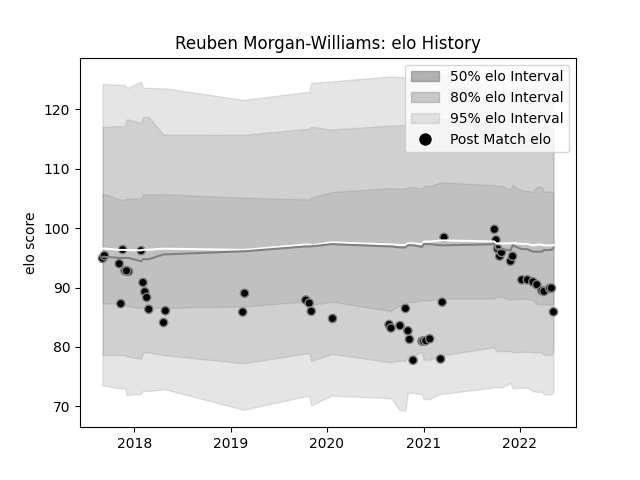 Reuben Morgan-Williams: elo History
50% elo Interval
80% elo Interval
95% elo Interval
Post Match elo
elo score
120
110
100
90
80
70
2018 2019 2020 2021 2022